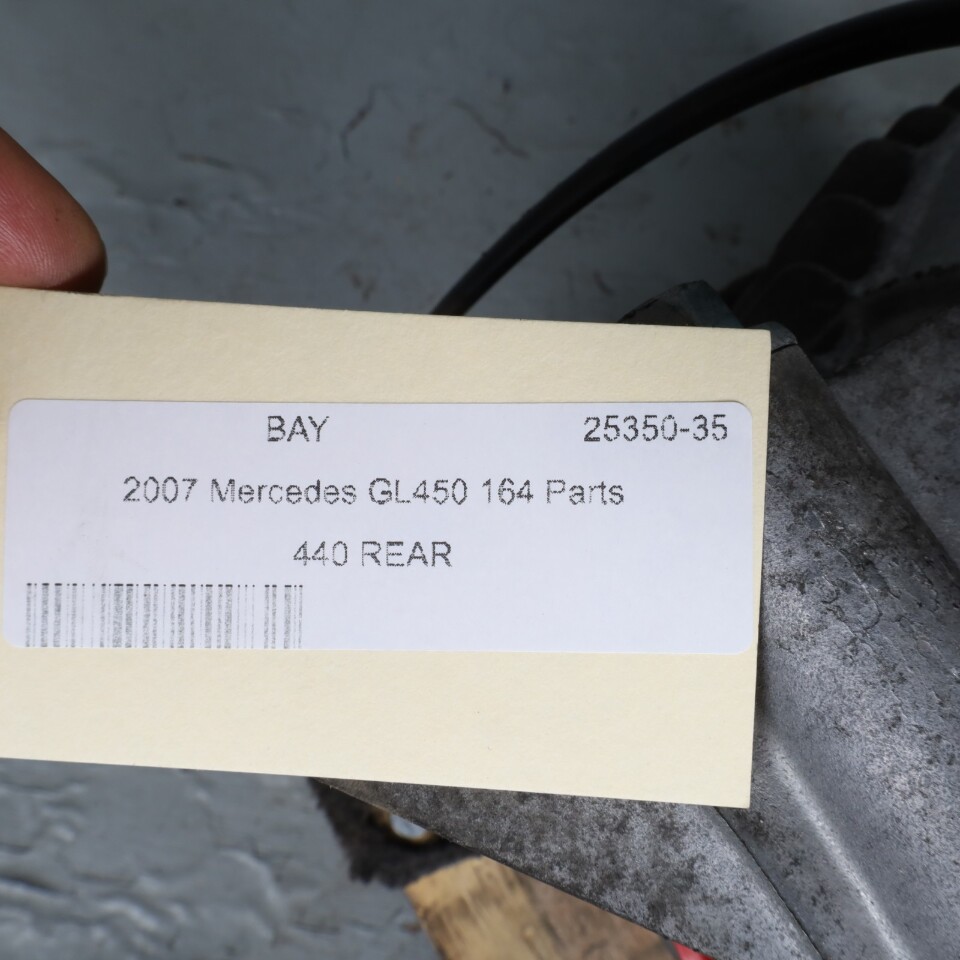 BAY 25350-35
2007 Mercedes GL450 164 Parts
440 REAR